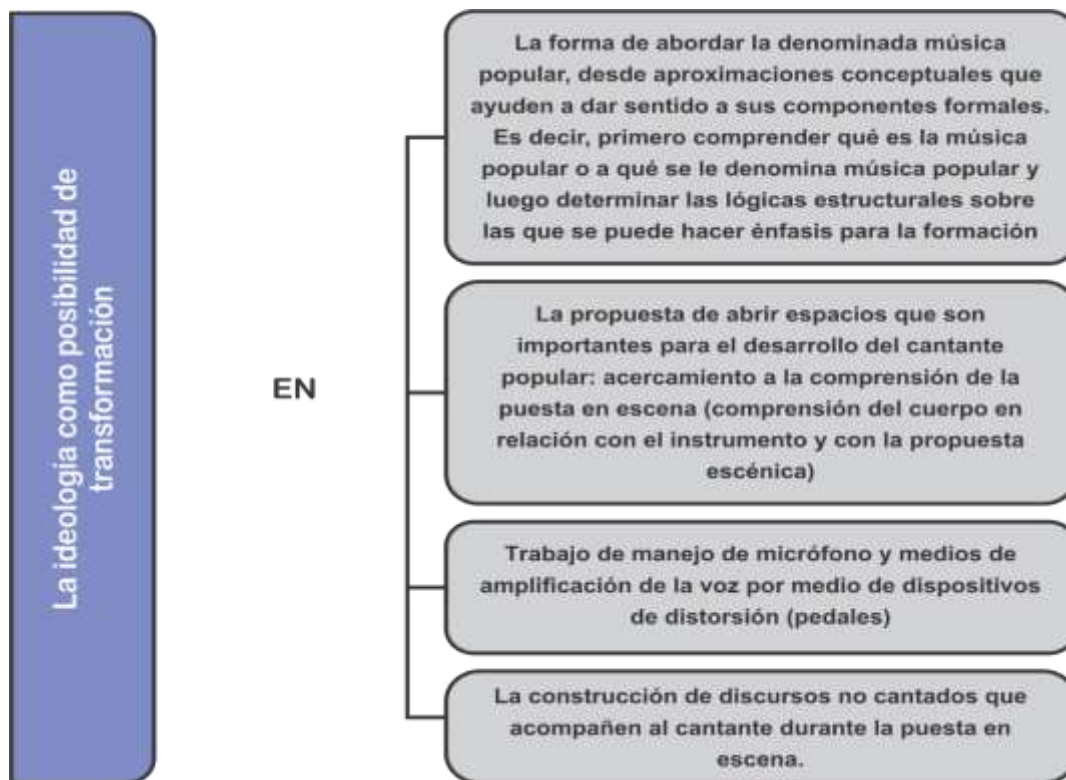 La ideología como posibilidad de
transformación
EN
La forma de abordar la denominada música
popular, desde aproximaciones conceptuales que
ayuden a dar sentido a sus componentes formales.
Es decir, primero comprender qué es la música
popular o a qué se le denomina música popular y
luego determinar las lógicas estructurales sobre
las que se puede hacer énfasis para la formación
La propuesta de abrir espacios que son
importantes para el desarrollo del cantante
popular: acercamiento a la comprensión de la
puesta en escena (comprensión del cuerpo en
relación con el instrumento y con la propuesta
escénica)
Trabajo de manejo de micrófono y medios de
amplificación de la voz por medio de dispositivos
de distorsión (pedales)
La construcción de discursos no cantados que
acompañen al cantante durante la puesta en
escena.